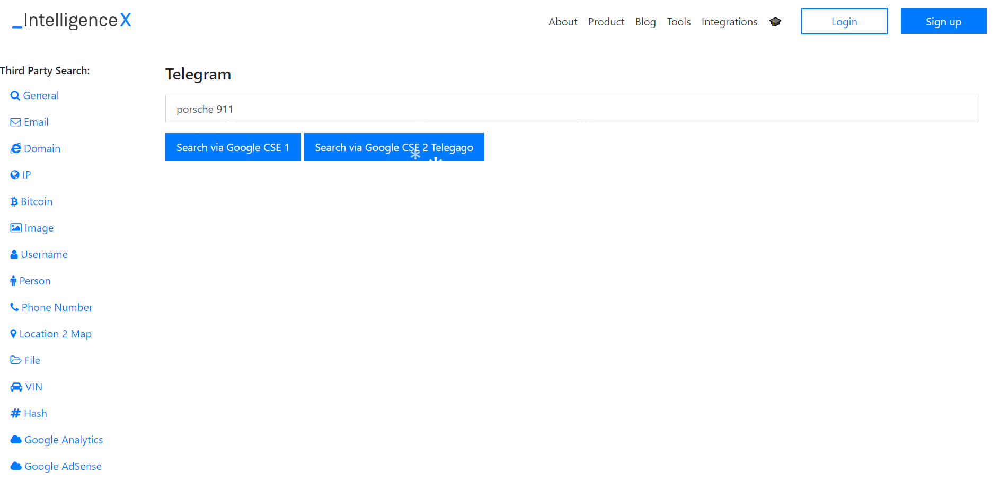 _IntelligenceX
About Product Blog Tools Integrations
Login
Sign up
Third Party Search:
General
Email
Domain
IP
Bitcoin
Image
Username
Person
Phone Number
Location 2 Map
File
VIN
Hash
Google Analytics
Google AdSense
Telegram
porsche 911
Search via Google CSE 1
Search via Google CSE 2 Telegago